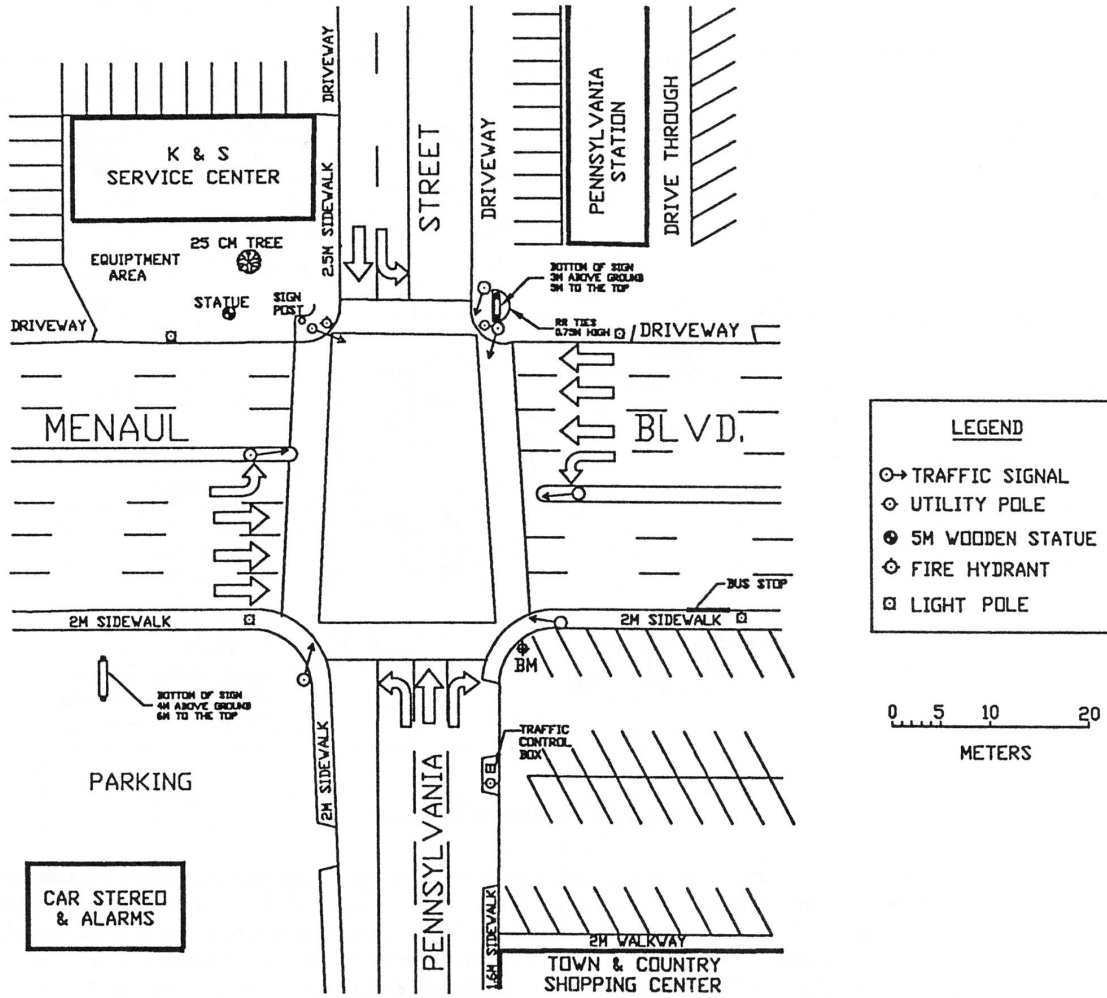 DRIVEWAY
STREET
DRIVEWAY
PENNSYLVANIA
STATION
DRIVE THROUGH
K & S
SERVICE CENTER
2.5M SIDEWALK
25 CM TREE
EQUIPTMENT
AREA
STATUE
SIGN
POST
BOTTOM OF SIGN
3M ABOVE GROUND
5M TO THE TOP
RR TIES
0.75M HIGH
DRIVEWAY
DRIVEWAY
MENAUL
BLVD.
LEGEND
TRAFFIC SIGNAL
UTILITY POLE
5M WOODEN STATUE
FIRE HYDRANT
LIGHT POLE
BUS STOP
2M SIDEWALK
2M SIDEWALK
BM
BOTTOM OF SIGN
4M ABOVE GROUND
6M TO THE TOP
0 5 10 20
METERS
TRAFFIC
CONTROL
BOX
2M SIDEWALK
PARKING
PENNSYLVANIA
CAR STEREO
& ALARMS
1.6M SIDEWALK
2M WALKWAY
TOWN & COUNTRY
SHOPPING CENTER